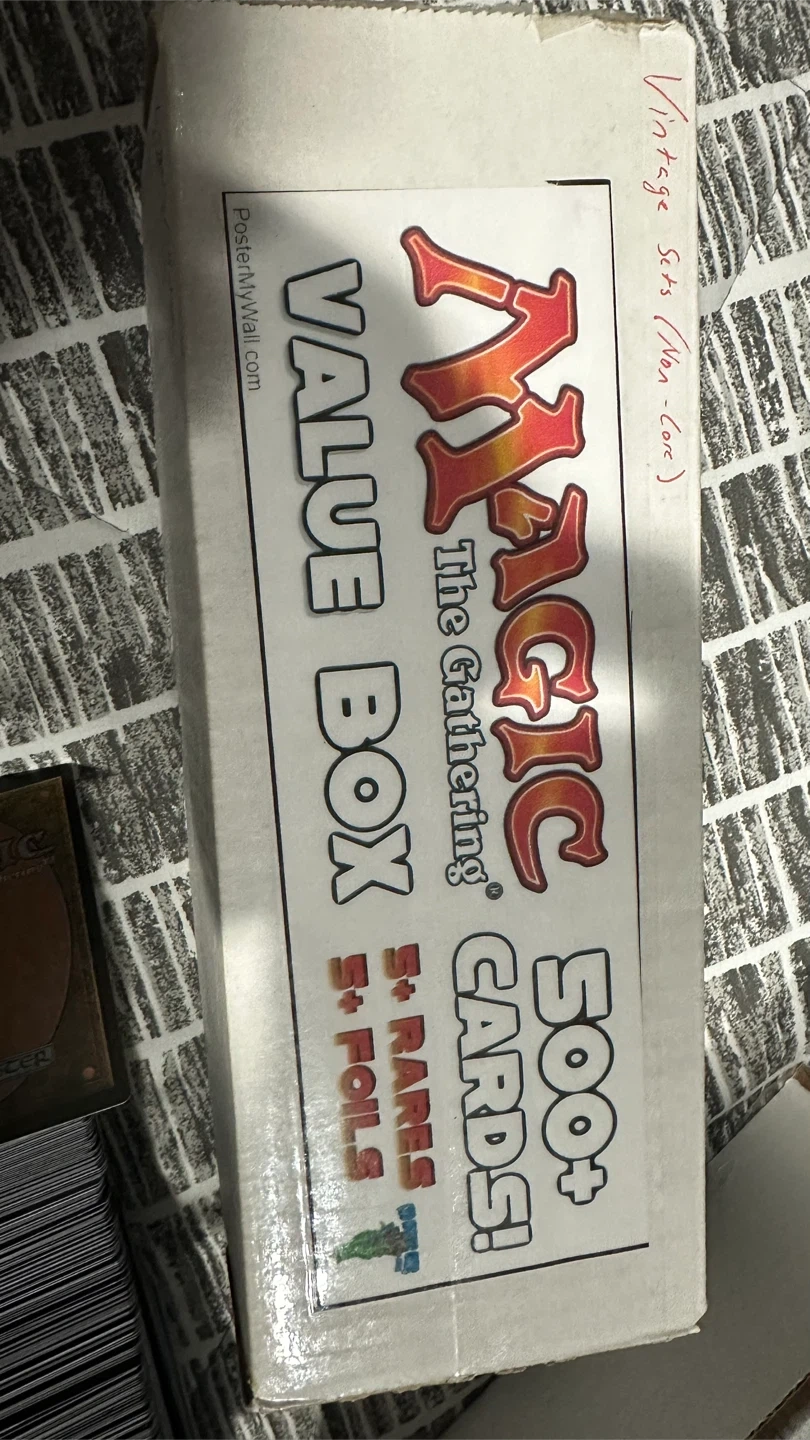 Vintage Sets (Non-Core)
MAGIC
The Gathering®
VALUE BOX
500+
CARDS!
5+ RARES
5+ FOILS
PosterMyWall.com